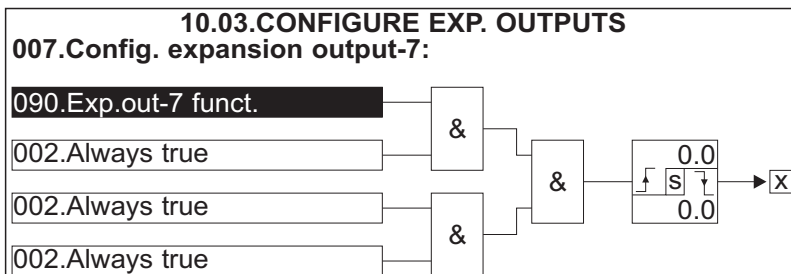 10.03.CONFIGURE EXP. OUTPUTS
007.Config. expansion output-7:
090.Exp.out-7 funct.
&
002.Always true
0.0
&
S
X
002.Always true
0.0
&
002.Always true